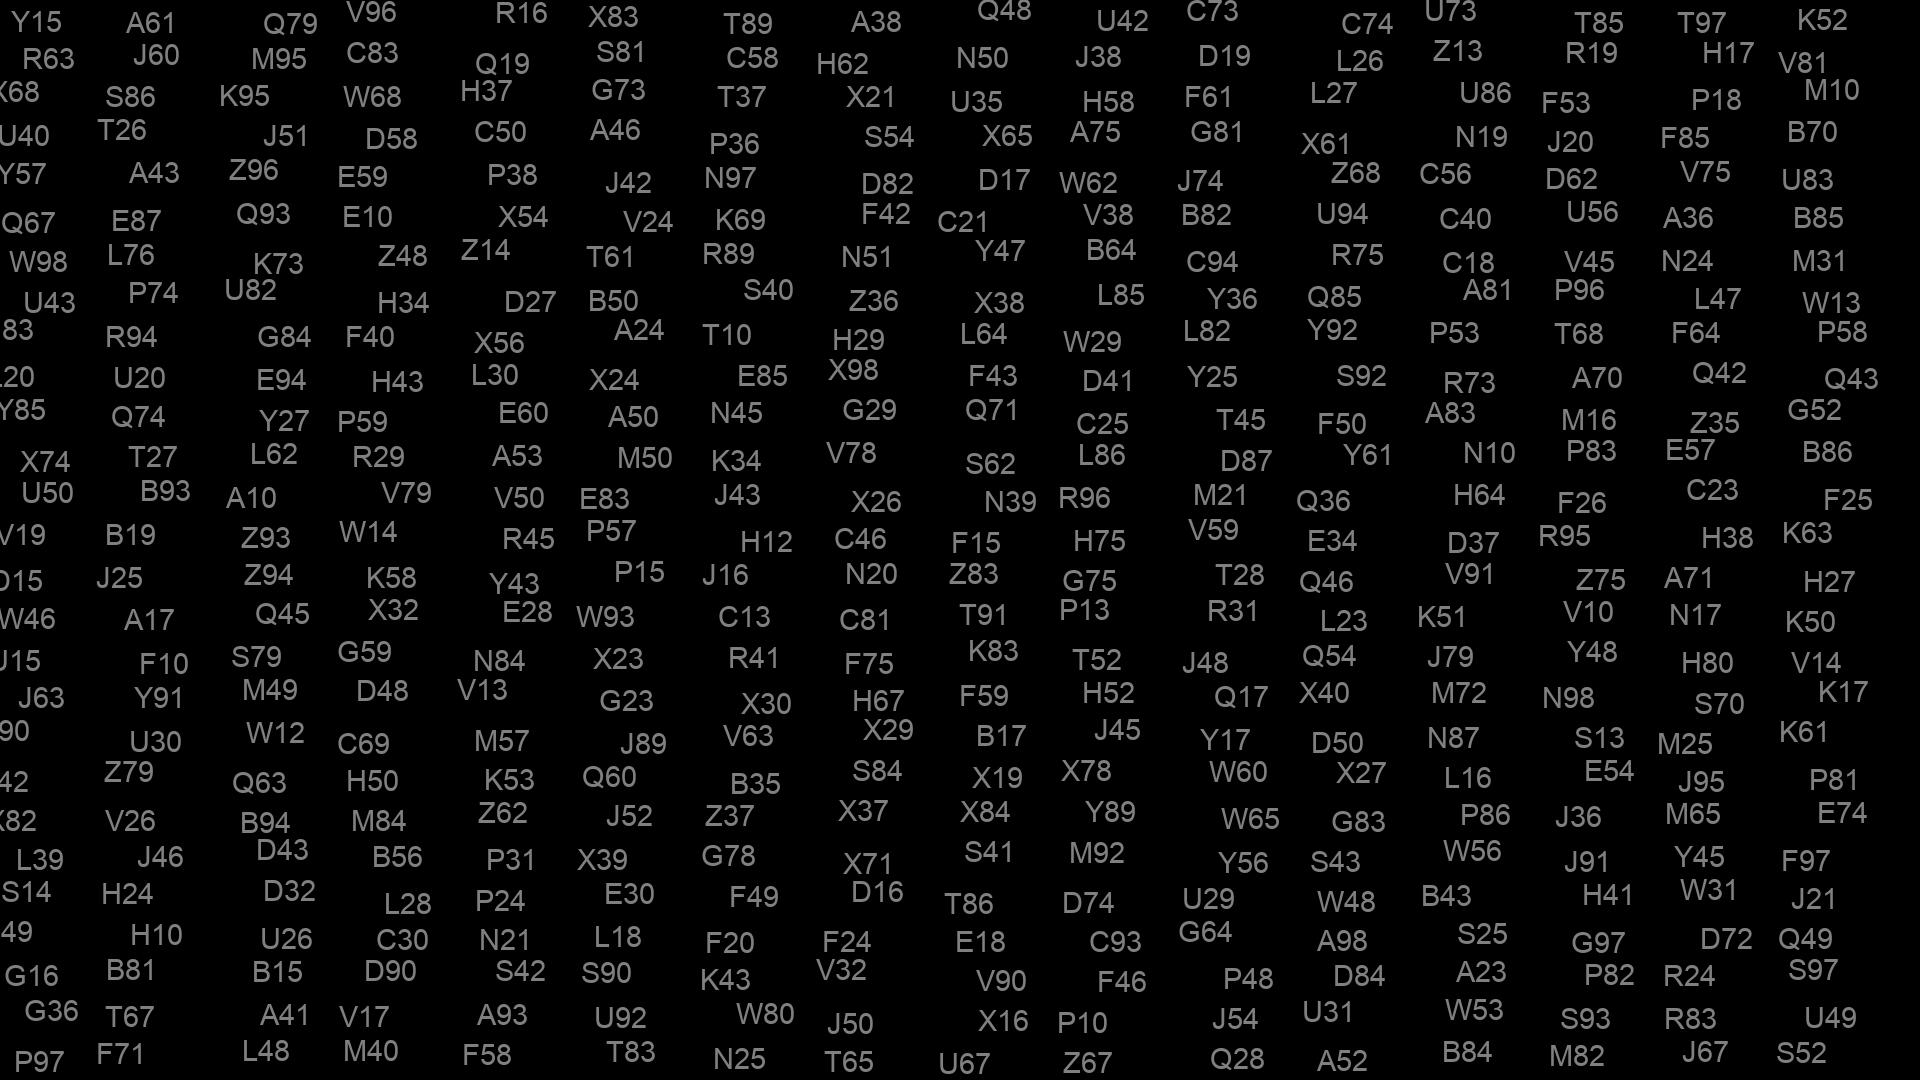 Y15 A61 Q79 V96 R16 X83 T89 A38 Q48 U42 C73 C74 U73 T85 T97 K52
R63 J60 M95 C83 Q19 S81 C58 H62 N50 J38 D19 L26 Z13 R19 H17 V81
X68 S86 K95 W68 H37 G73 T37 X21 U35 H58 F61 L27 U86 F53 P18 M10
U40 T26 J51 D58 C50 A46 P36 S54 X65 A75 G81 X61 N19 J20 F85 B70
Y57 A43 Z96 E59 P38 J42 N97 D82 D17 W62 J74 Z68 C56 D62 V75 U83
Q67 E87 Q93 E10 X54 V24 K69 F42 C21 V38 B82 U94 C40 U56 A36 B85
W98 L76 K73 Z48 Z14 T61 R89 N51 Y47 B64 C94 R75 C18 V45 N24 M31
U43 P74 U82 H34 D27 B50 S40 Z36 X38 L85 Y36 Q85 A81 P96 L47 W13
83 R94 G84 F40 X56 A24 T10 H29 L64 W29 L82 Y92 P53 T68 F64 P58
20 U20 E94 H43 L30 X24 E85 X98 F43 D41 Y25 S92 R73 A70 Q42 Q43
Y85 Q74 Y27 P59 E60 A50 N45 G29 Q71 C25 T45 F50 A83 M16 Z35 G52
X74 T27 L62 R29 A53 M50 K34 V78 S62 L86 D87 Y61 N10 P83 E57 B86
U50 B93 A10 V79 V50 E83 J43 X26 N39 R96 M21 Q36 H64 F26 C23 F25
V19 B19 Z93 W14 R45 P57 H12 C46 F15 H75 V59 E34 D37 R95 H38 K63
D15 J25 Z94 K58 Y43 P15 J16 N20 Z83 G75 T28 Q46 V91 Z75 A71 H27
W46 A17 Q45 X32 E28 W93 C13 C81 T91 P13 R31 L23 K51 V10 N17 K50
15 F10 S79 G59 N84 X23 R41 F75 K83 T52 J48 Q54 J79 Y48 H80 V14
J63 Y91 M49 D48 V13 G23 X30 H67 F59 H52 Q17 X40 M72 N98 S70 K17
90 U30 W12 C69 M57 J89 V63 X29 B17 J45 Y17 D50 N87 S13 M25 K61
42 Z79 Q63 H50 K53 Q60 B35 S84 X19 X78 W60 X27 L16 E54 J95 P81
82 V26 B94 M84 Z62 J52 Z37 X37 X84 Y89 W65 G83 P86 J36 M65 E74
L39 J46 D43 B56 P31 X39 G78 X71 S41 M92 Y56 S43 W56 J91 Y45 F97
S14 H24 D32 L28 P24 E30 F49 D16 T86 D74 U29 W48 B43 H41 W31 J21
49 H10 U26 C30 N21 L18 F20 F24 E18 C93 G64 A98 S25 G97 D72 Q49
G16 B81 B15 D90 S42 S90 K43 V32 V90 F46 P48 D84 A23 P82 R24 S97
G36 T67 A41 V17 A93 U92 W80 J50 X16 P10 J54 U31 W53 S93 R83 U49
P97 F71 L48 M40 F58 T83 N25 T65 U67 Z67 Q28 A52 B84 M82 J67 S52